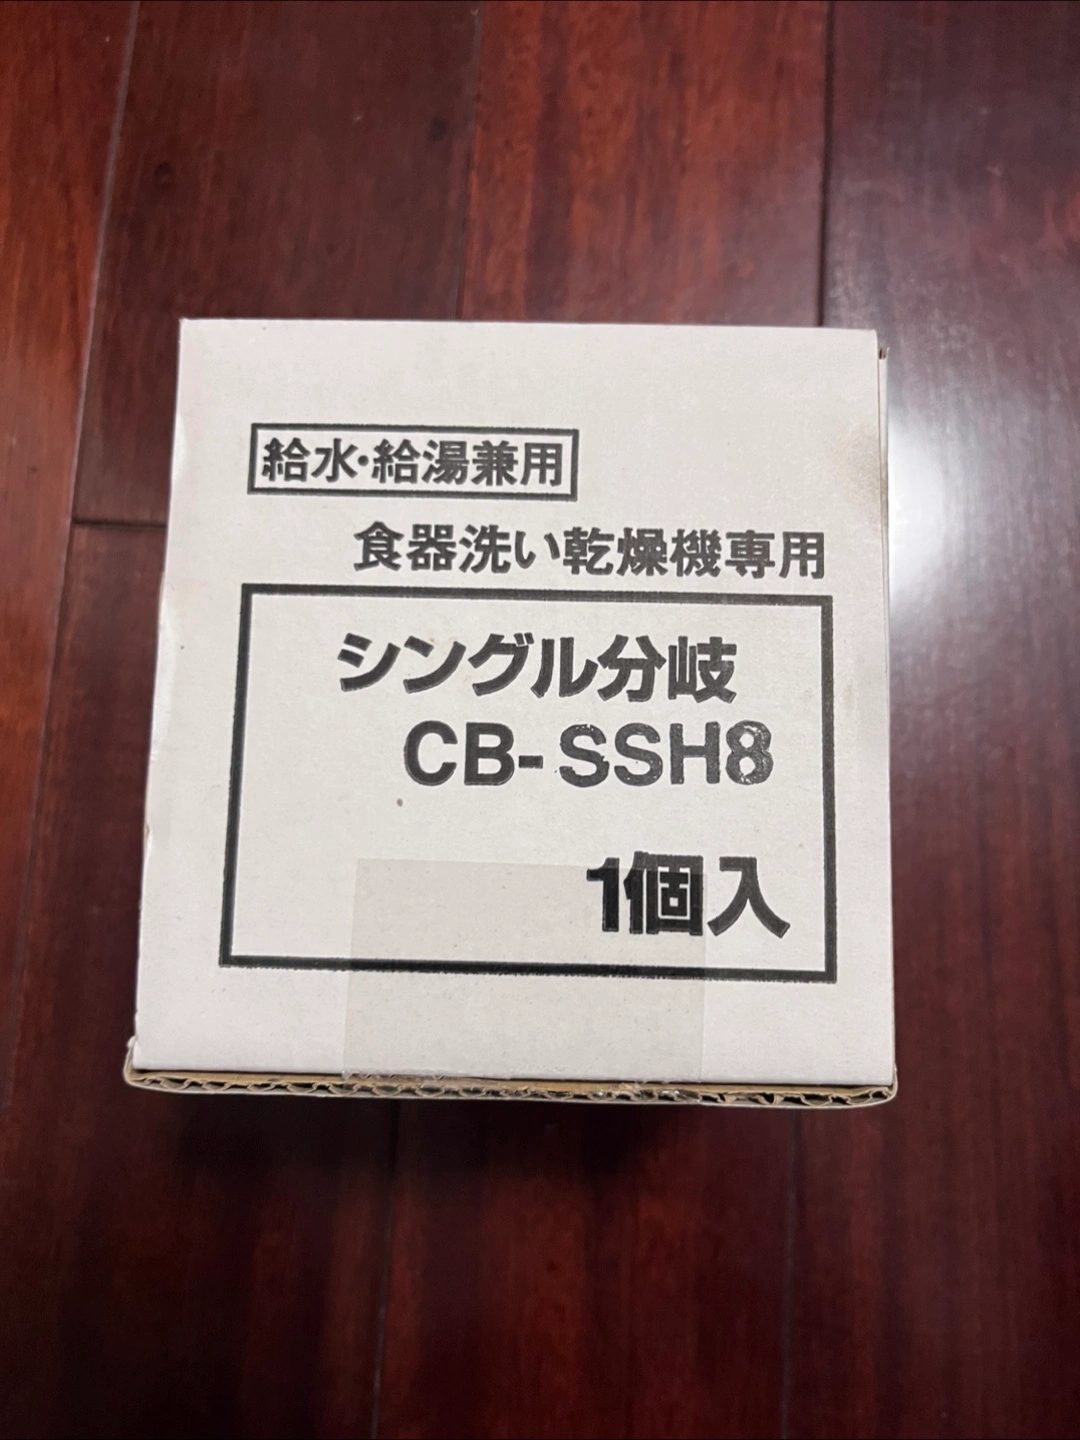 給水・給湯兼用
食器洗い乾燥機専用
シングル分岐
CB-SSH8
1個入